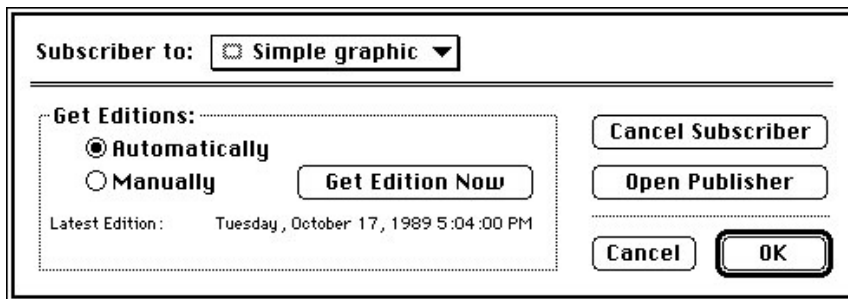 Subscriber to: Simple graphic
Get Editions:
Automatically
Manually
Get Edition Now
Latest Edition: Tuesday, October 17, 1989 5:04:00 PM
Cancel Subscriber
Open Publisher
Cancel
OK